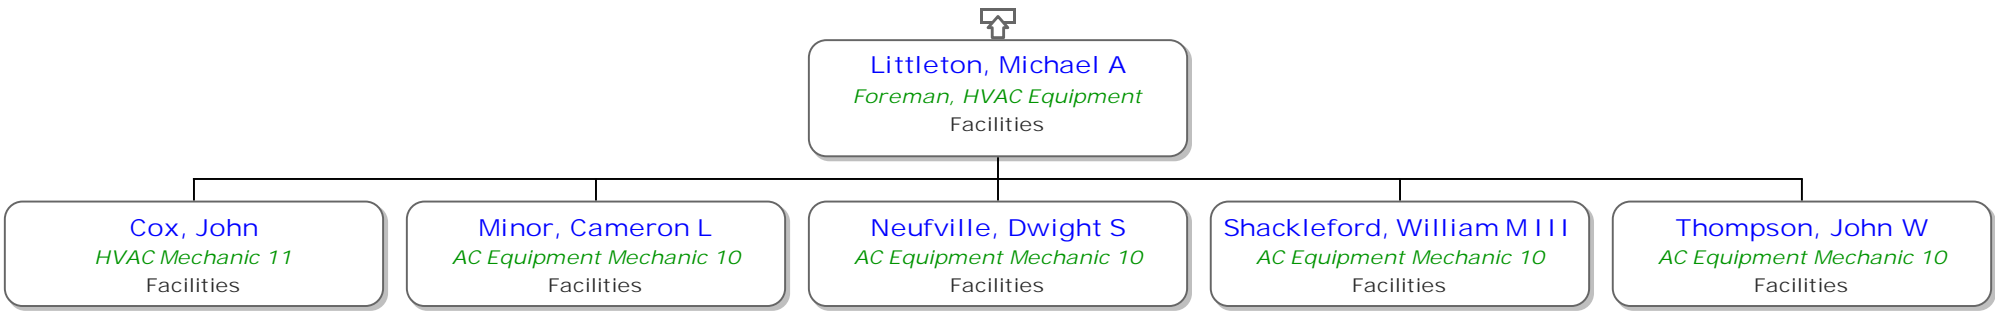 Littleton, Michael A
Foreman, HVAC Equipment
Facilities
Cox, John
HVAC Mechanic 11
Facilities
Minor, Cameron L
AC Equipment Mechanic 10
Facilities
Neufville, Dwight S
AC Equipment Mechanic 10
Facilities
Shackleford, William M III
AC Equipment Mechanic 10
Facilities
Thompson, John W
AC Equipment Mechanic 10
Facilities